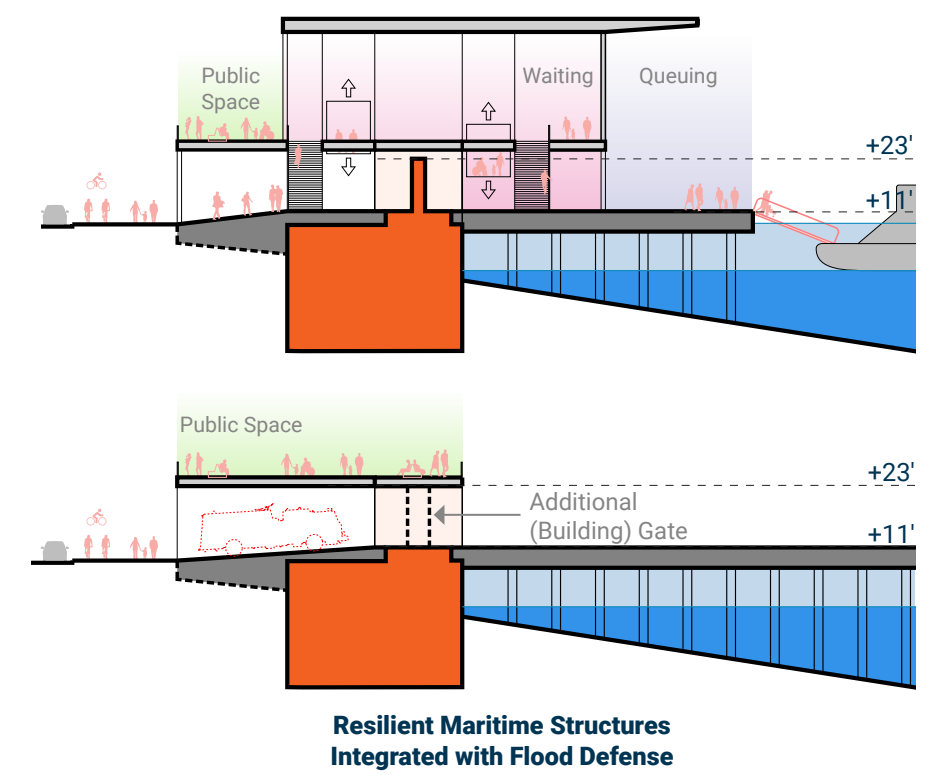 Public
Space
Waiting
Queuing
+23'
+11'
Public Space
+23'
Additional
(Building) Gate
+11'
Resilient Maritime Structures
Integrated with Flood Defense